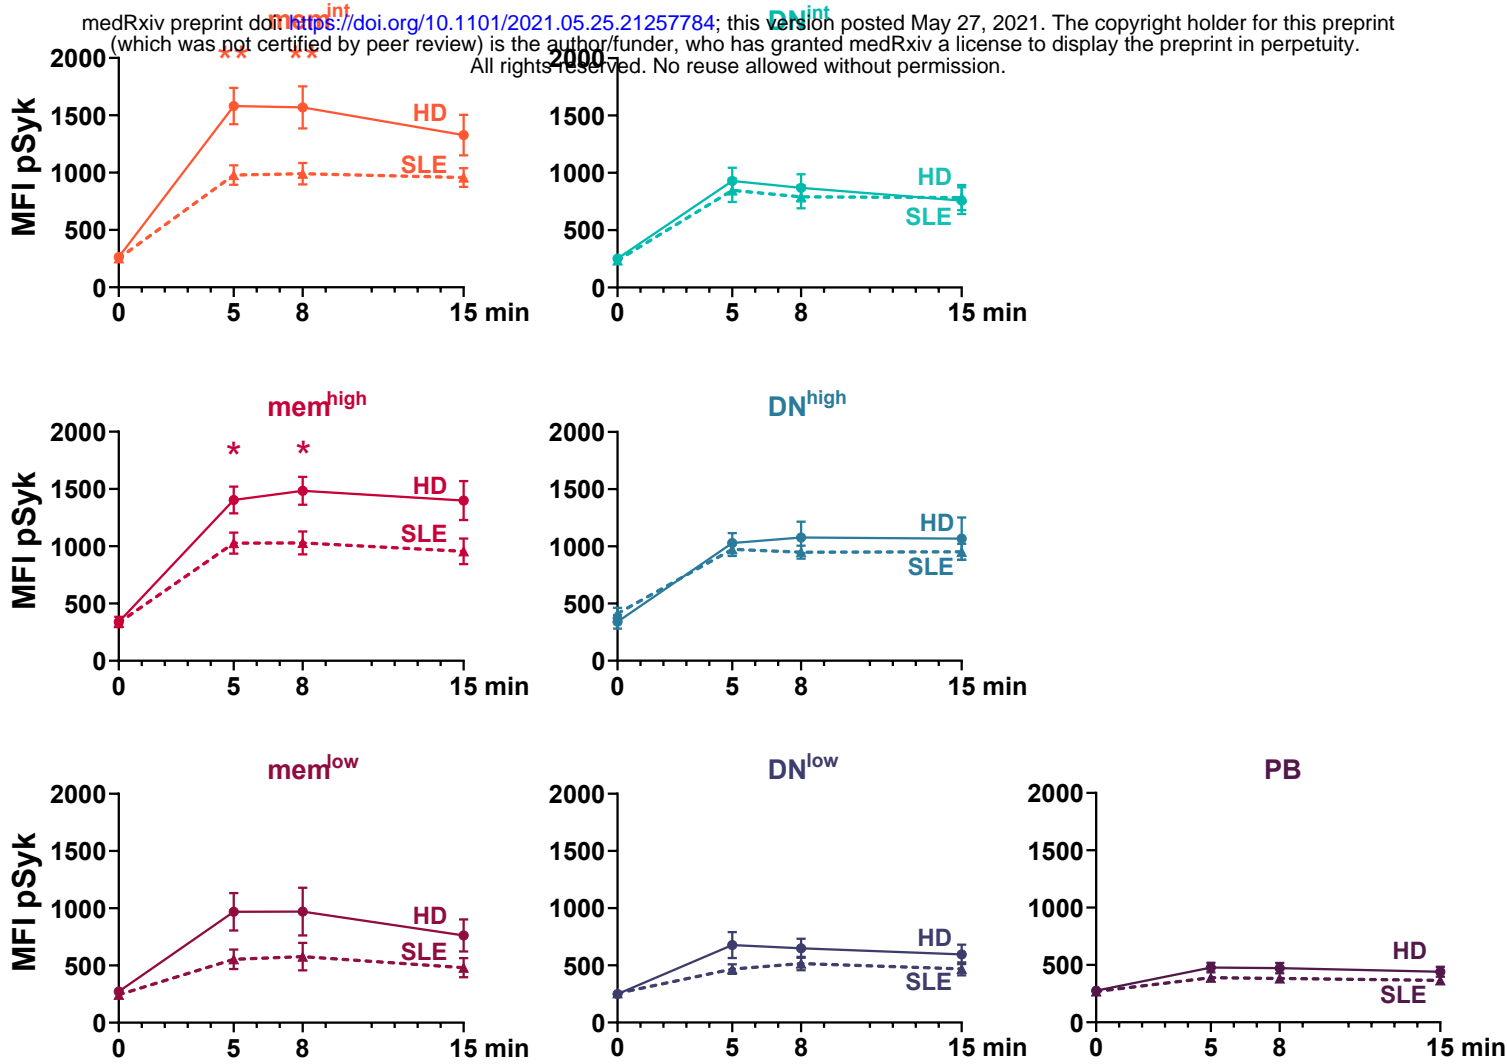 medRxiv preprint doi: https://doi.org/10.1101/2021.05.25.21257784; this version posted May 27, 2021. The copyright holder for this preprint
(which was not certified by peer review) is the author/funder, who has granted medRxiv a license to display the preprint in perpetuity.
All rights reserved. No reuse allowed without permission.
mem^int
DN^int
** **
MFI pSyk
2000
1500
1000
500
0
HD
SLE
0 5 8 15 min
2000
1500
1000
500
0
HD
SLE
0 5 8 15 min
mem^high
DN^high
* *
MFI pSyk
2000
1500
1000
500
0
HD
SLE
0 5 8 15 min
2000
1500
1000
500
0
HD
SLE
0 5 8 15 min
mem^low
DN^low
PB
MFI pSyk
2000
1500
1000
500
0
HD
SLE
0 5 8 15 min
2000
1500
1000
500
0
HD
SLE
0 5 8 15 min
2000
1500
1000
500
0
HD
SLE
0 5 8 15 min